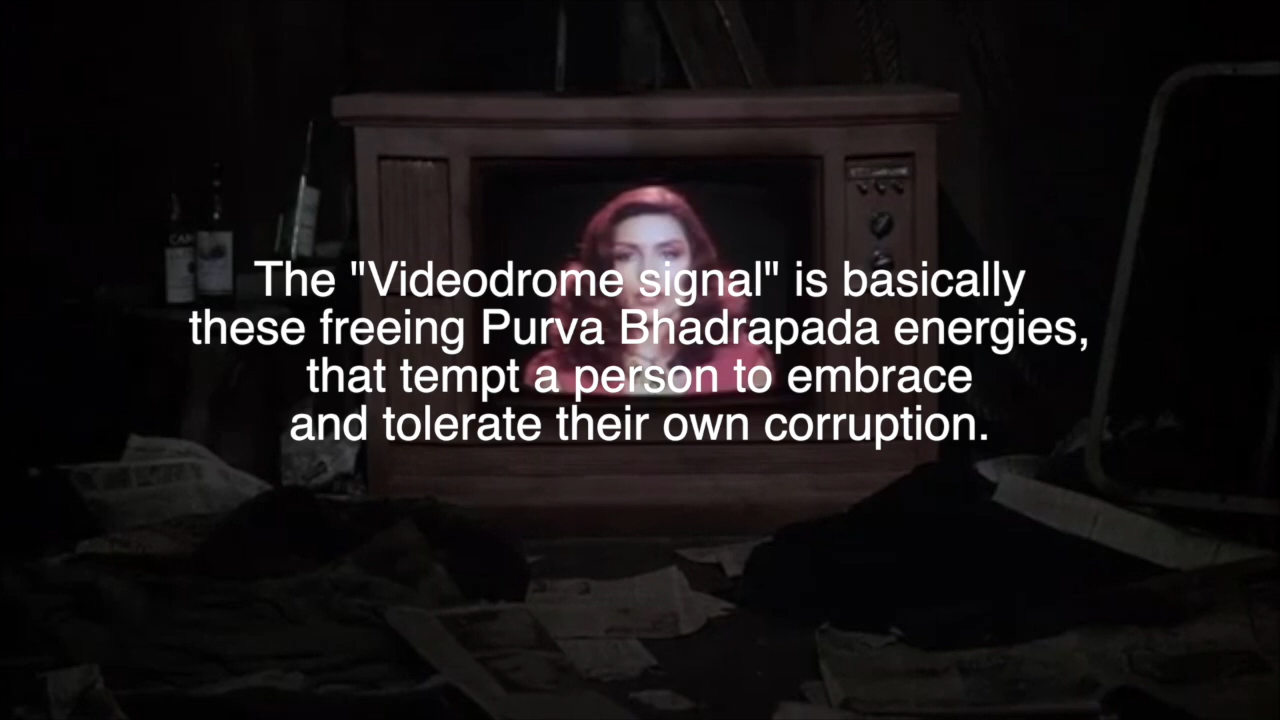 The "Videodrome signal" is basically
these freeing Purva Bhadrapada energies,
that tempt a person to embrace
and tolerate their own corruption.